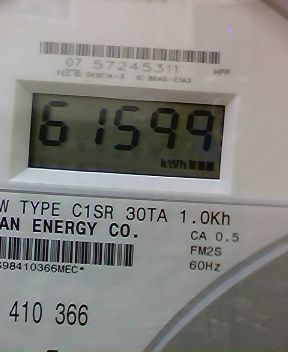 07 57245311
61599
kWh
W TYPE C1SR 30TA 1.0Kh
AN ENERGY CO.
CA 0.5
FM2S
60Hz
98410366MEC*
410 366